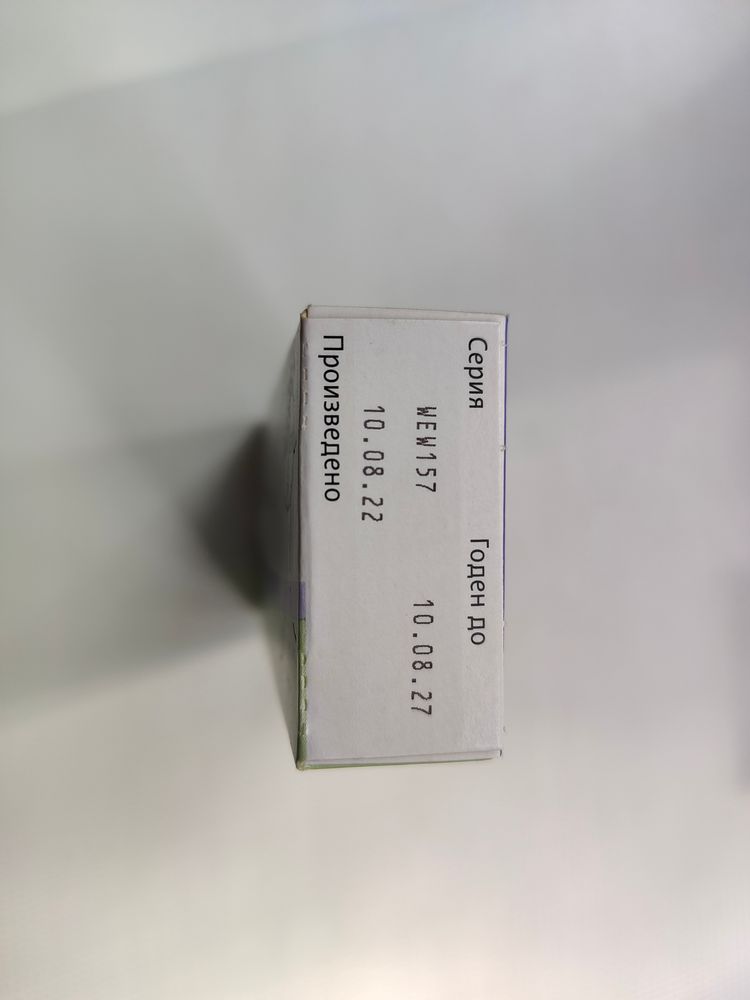 Серия Годен до
WEW157 10.08.27
10.08.22
Произведено